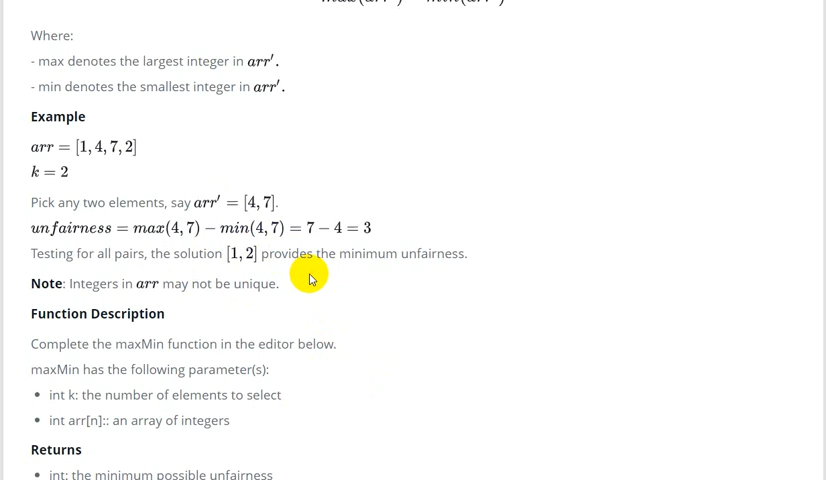 Where:
- max denotes the largest integer in arr′.
- min denotes the smallest integer in arr′.
Example
arr = [1, 4, 7, 2]
k = 2
Pick any two elements, say arr′ = [4, 7].
unfairness = max(4, 7) − min(4, 7) = 7 − 4 = 3
Testing for all pairs, the solution [1, 2] provides the minimum unfairness.
Note: Integers in arr may not be unique.
Function Description
Complete the maxMin function in the editor below.
maxMin has the following parameter(s):
• int k: the number of elements to select
• int arr[n]:: an array of integers
Returns
• int: the minimum possible unfairness